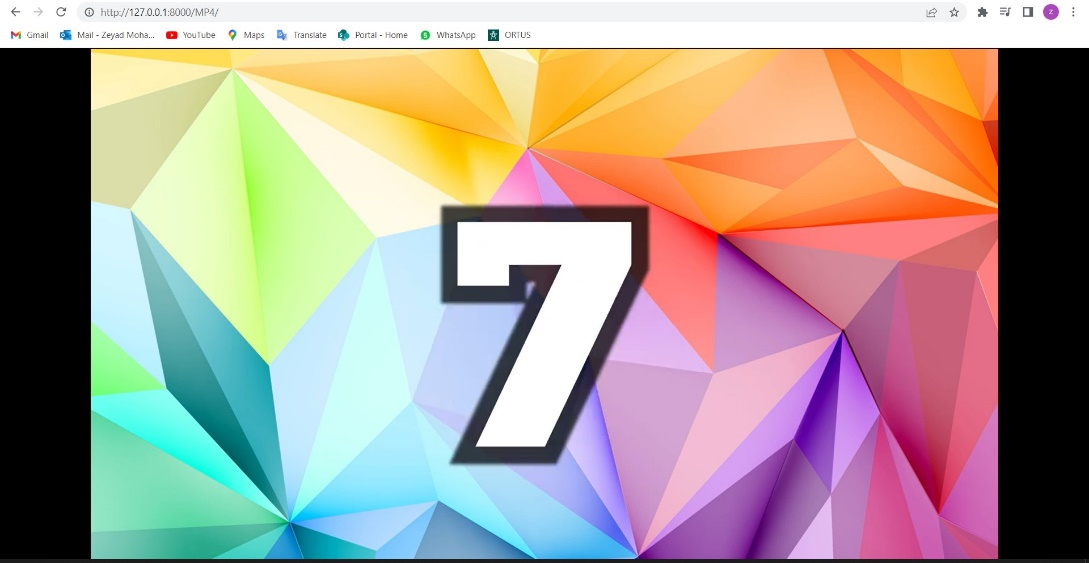 http://127.0.0.1:8000/MP4/
Z
Gmail Mail - Zeyad Moha... YouTube Maps Translate Portal - Home WhatsApp ORTUS
7